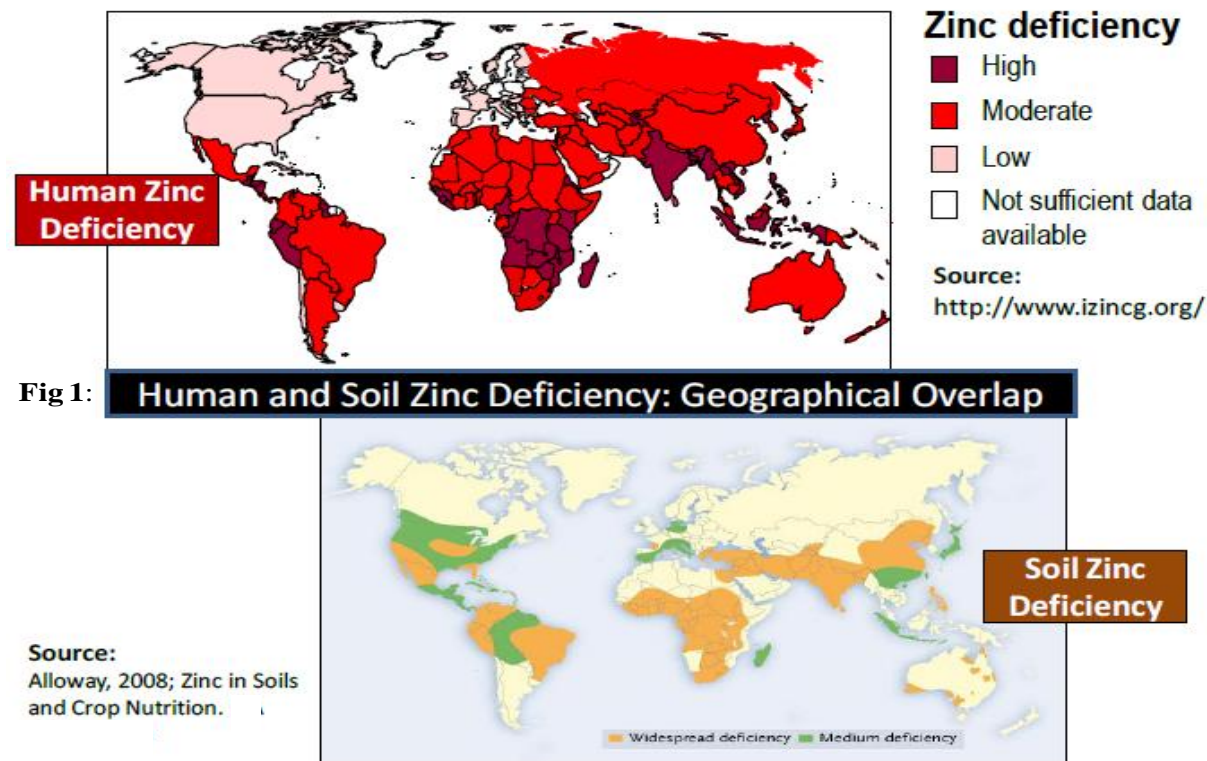 Zinc deficiency
High
Moderate
Low
Not sufficient data
available
Source:
http://www.izincg.org/
Human Zinc
Deficiency
Fig 1:
Human and Soil Zinc Deficiency: Geographical Overlap
Soil Zinc
Deficiency
Source:
Alloway, 2008; Zinc in Soils
and Crop Nutrition.
Widespread deficiency
Medium deficiency